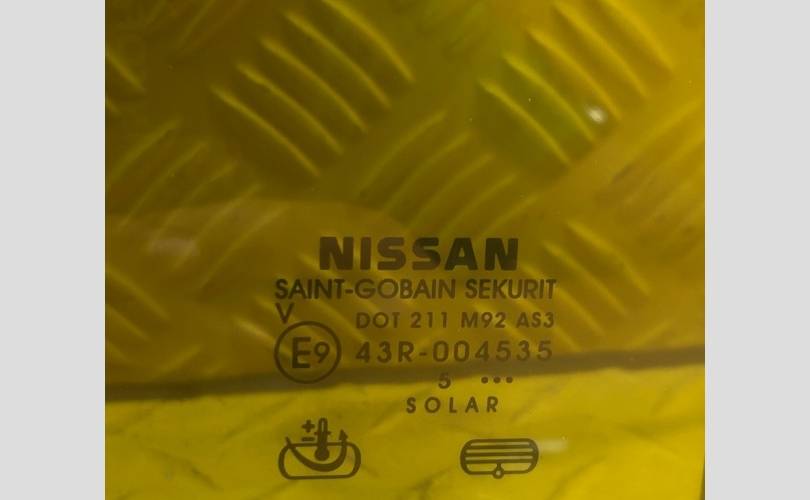 NISSAN
SAINT-GOBAIN SEKURIT
V
DOT 211 M92 AS3
E9 43R-004535
5 •••
SOLAR